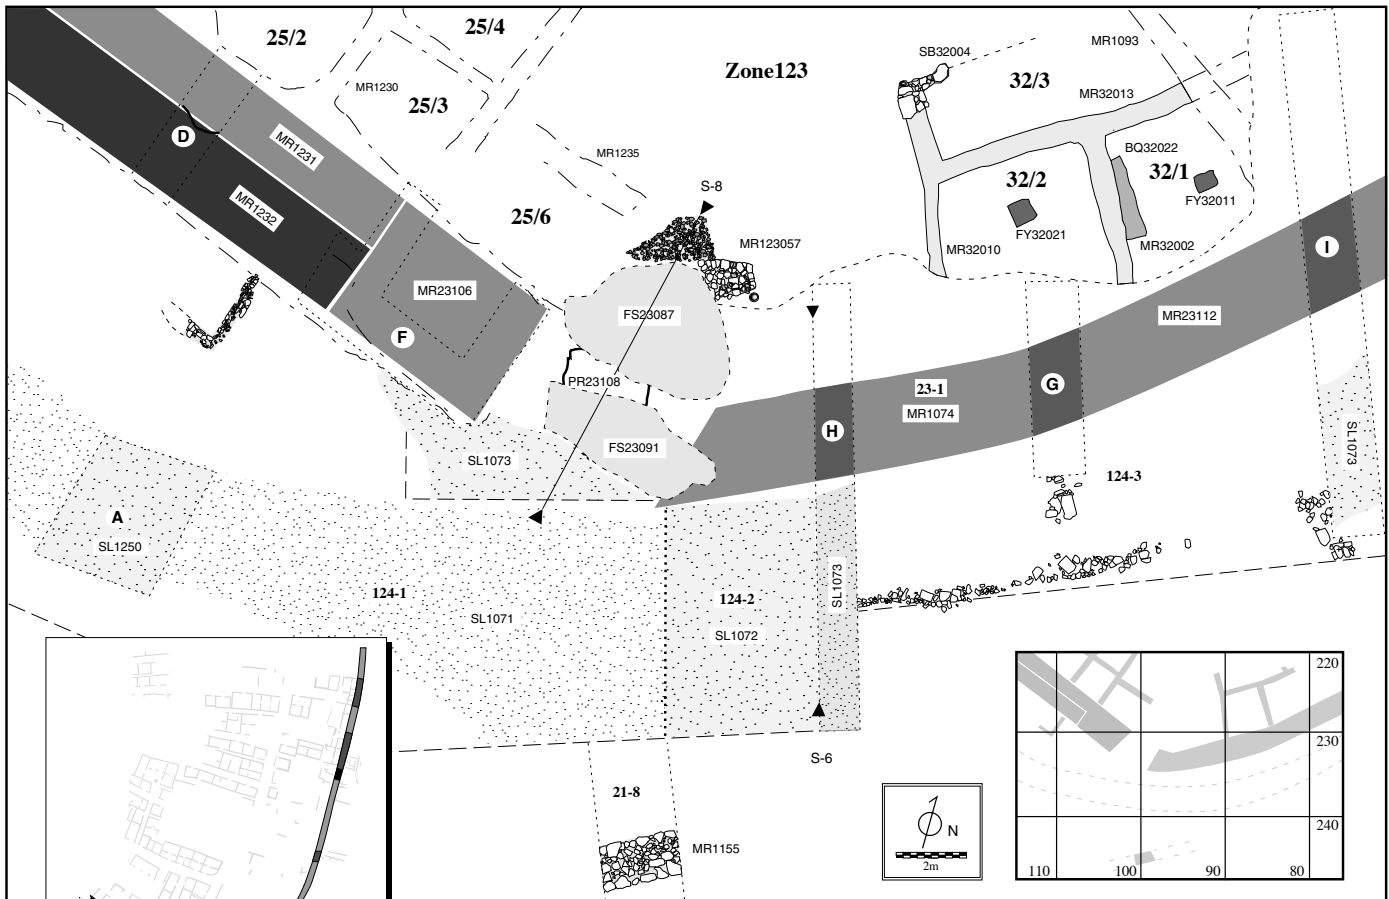 25/2
25/4
Zone123
SB32004
MR1093
MR1230
25/3
32/3
MR32013
D
MR1231
MR1235
BQ32022
32/1
MR1232
25/6
S-8
32/2
FY32011
FY32021
MR123057
MR32010
MR32002
I
MR23106
FS23087
MR23112
F
PR23108
23-1
G
MR1074
H
SL1073
FS23091
SL1073
124-3
A
SL1250
124-1
124-2
SL1073
SL1071
SL1072
220
230
240
110
100
90
80
S-6
21-8
N
2m
MR1155